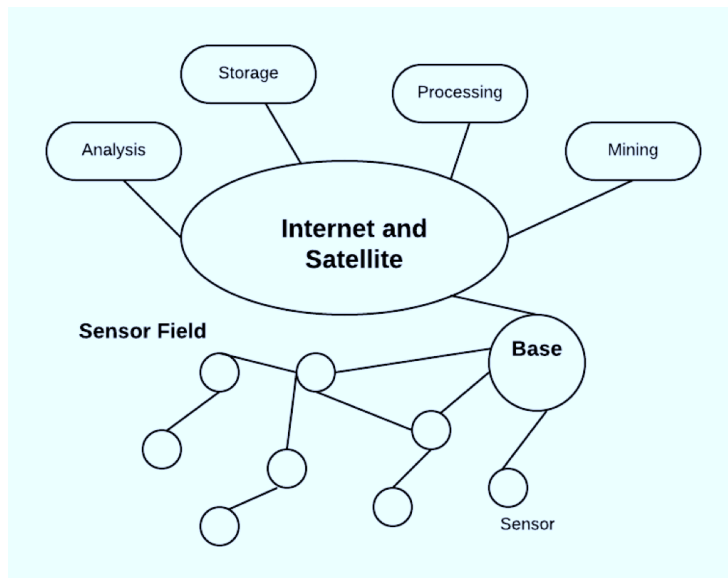 Storage
Processing
Analysis
Mining
Internet and
Satellite
Sensor Field
Base
Sensor